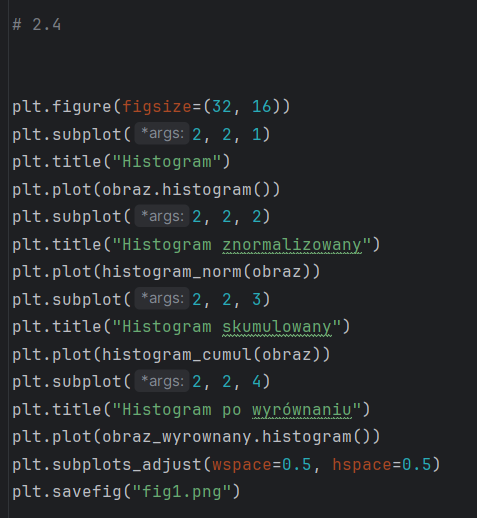 # 2.4
plt.figure(figsize=(32, 16))
plt.subplot( *args: 2, 2, 1)
plt.title("Histogram")
plt.plot(obraz.histogram())
plt.subplot( *args: 2, 2, 2)
plt.title("Histogram znormalizowany")
plt.plot(histogram_norm(obraz))
plt.subplot( *args: 2, 2, 3)
plt.title("Histogram skumulowany")
plt.plot(histogram_cumul(obraz))
plt.subplot( *args: 2, 2, 4)
plt.title("Histogram po wyrównaniu")
plt.plot(obraz_wyrownany.histogram())
plt.subplots_adjust(wspace=0.5, hspace=0.5)
plt.savefig("fig1.png")